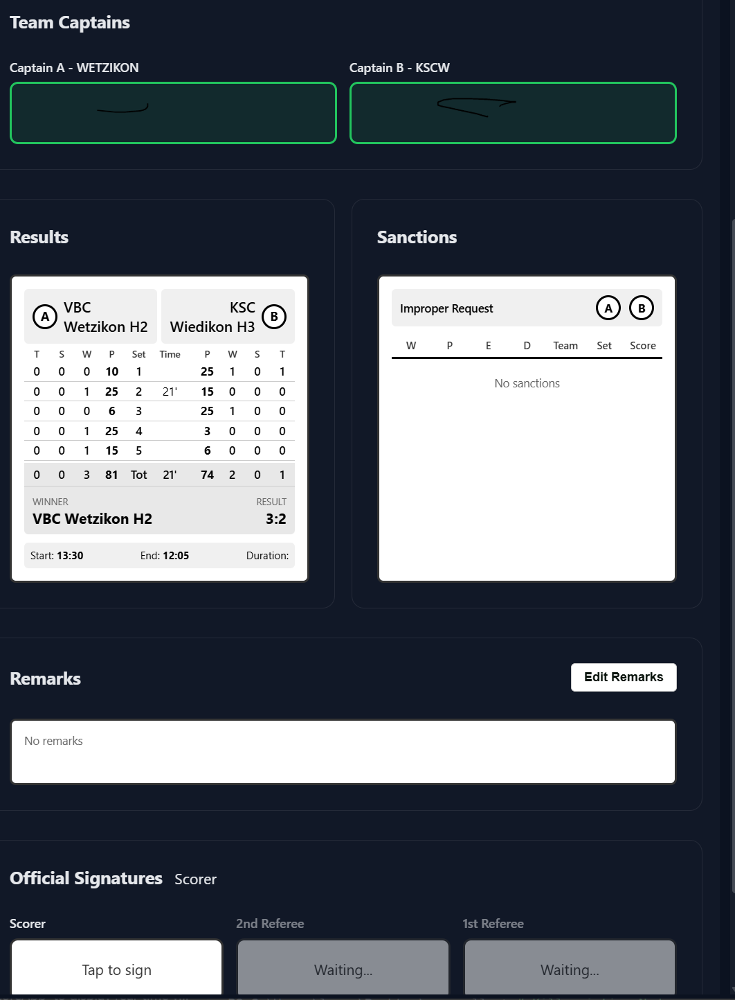 Team Captains
Captain A - WETZIKON
Captain B - KSCW
Results
A
VBC
Wetzikon H2
KSC
Wiedikon H3
B
T S W P Set Time P W S T
0 0 0 10 1 25 1 0 1
0 0 1 25 2 21' 15 0 0 0
0 0 0 6 3 25 1 0 0
0 0 1 25 4 3 0 0 0
0 0 1 15 5 6 0 0 0
0 0 3 81 Tot 21' 74 2 0 1
WINNER RESULT
VBC Wetzikon H2 3:2
Start: 13:30 End: 12:05 Duration:
Sanctions
Improper Request A B
W P E D Team Set Score
No sanctions
Remarks
Edit Remarks
No remarks
Official Signatures Scorer
Scorer
2nd Referee
1st Referee
Tap to sign
Waiting...
Waiting...